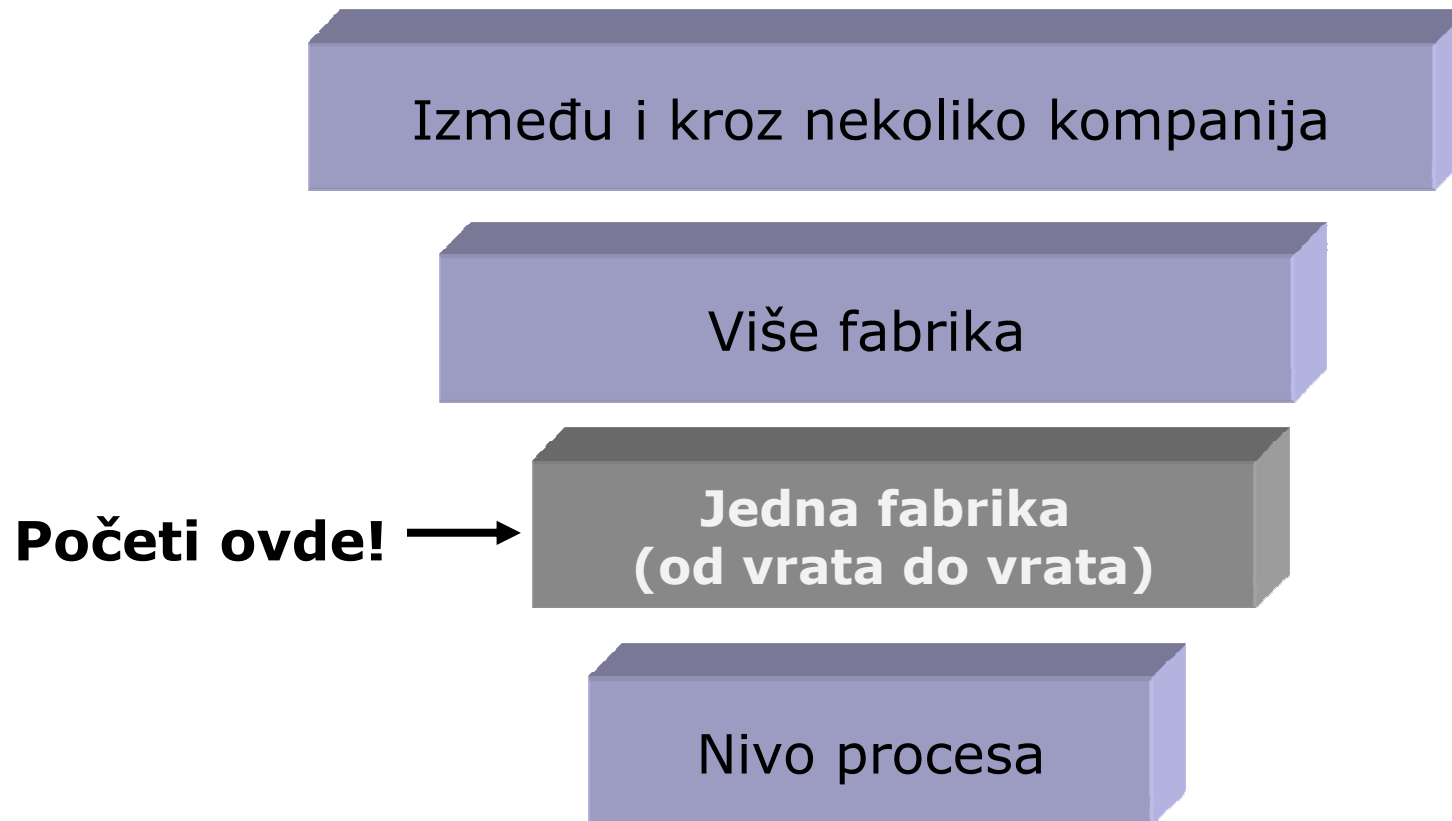 Između i kroz nekoliko kompanija
Više fabrika
Početi ovde!
Jedna fabrika
(od vrata do vrata)
Nivo procesa